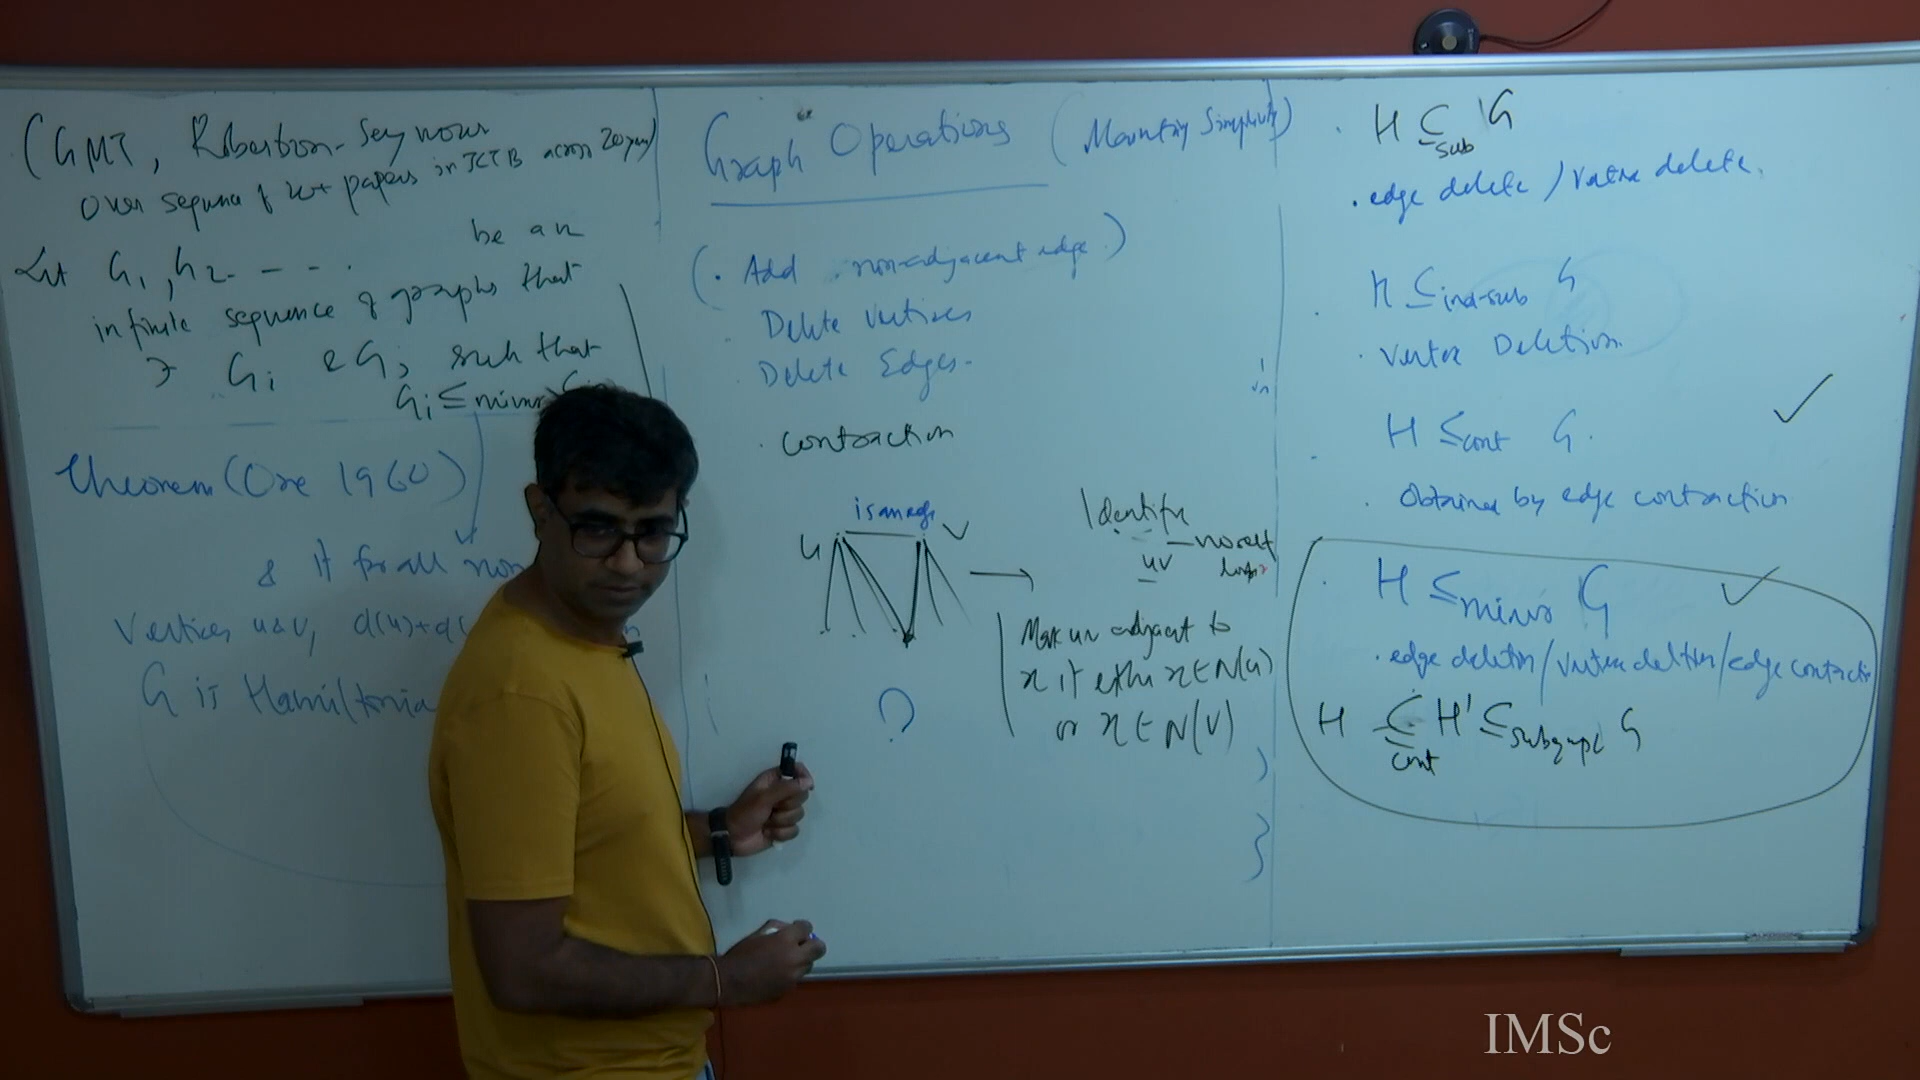 (GMT, Robertson-Seymour
Over sequence of 20+ papers in JCTB across 20 years)
Let G1, G2 - - - . be an
infinite sequence of graphs that
∃ Gi & Gj such that
Gi ≤minor
Theorem (Ore 1960)
& if for all non
vertices u&v, d(u)+d(
G is Hamiltonia
Graph Operations (Maintaing Simplicity)
(. Add non-adjacent edge.)
. Delete Vertices
. Delete Edges.
. Contraction
is an edge
u v
Identify
uv — no self loops
Make uv adjacent to
x if either x∈N(u)
or x∈N(v)
?
. H ⊆sub G
. edge delete / vertex delete.
. H ⊆ind-sub G
. Vertex Deletion
. H ≤cont G. ✓
. Obtained by edge contraction
. H ≤minor G ✓
. edge deletion/vertex deletion/edge contraction
H ≤cont H' ⊆subgraph G
IMSc